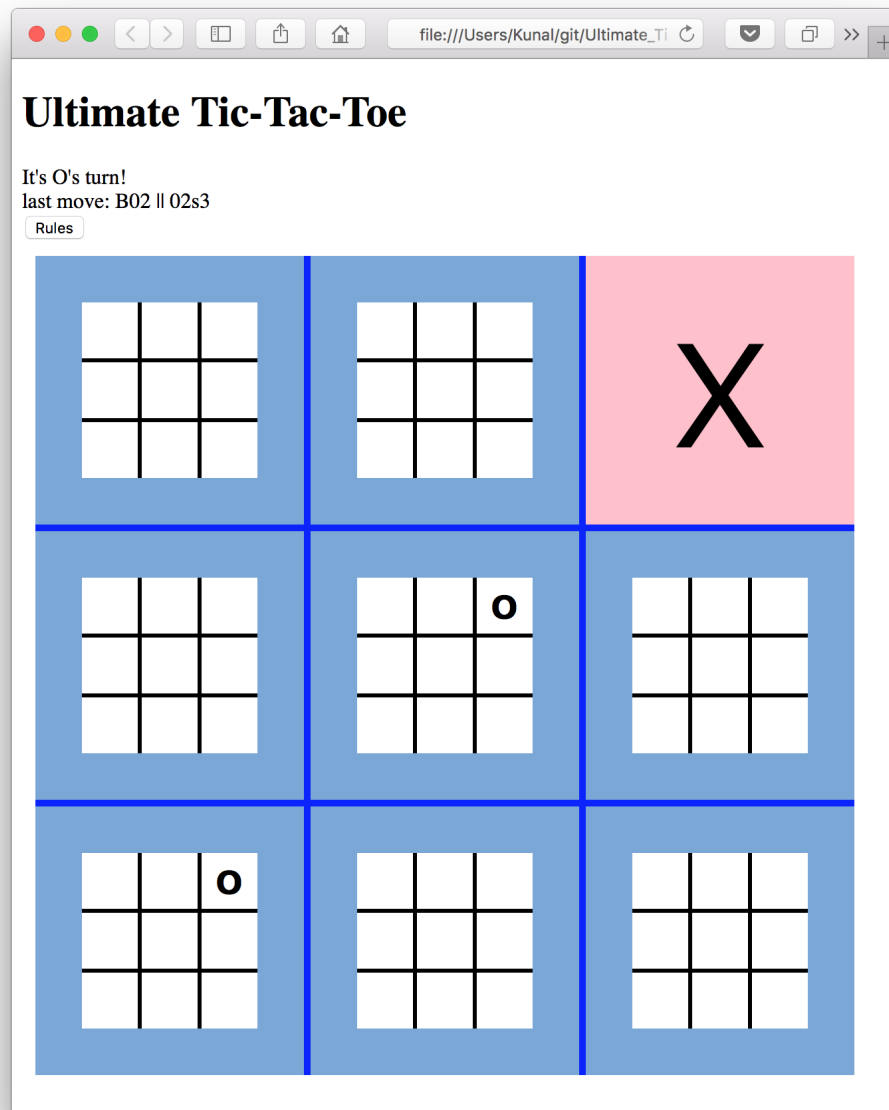 file:///Users/Kunal/git/Ultimate_Ti
Ultimate Tic-Tac-Toe
It's O's turn!
last move: B02 || 02s3
Rules
X
O
O